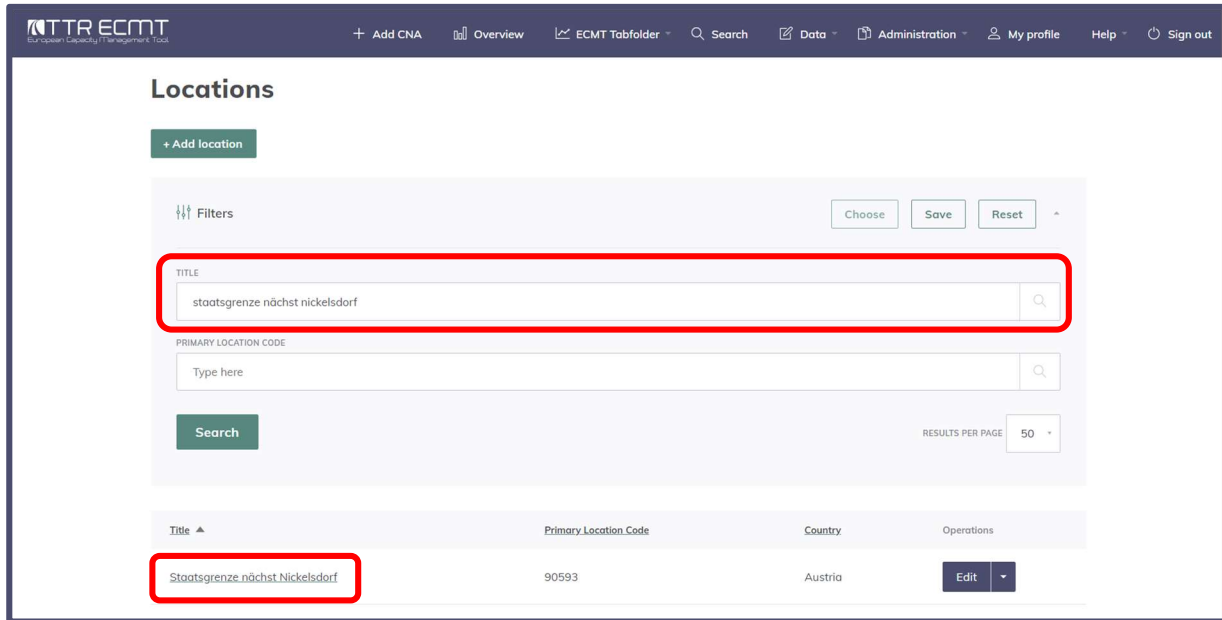 TTR ECMT
European Capacity Management Tool
+ Add CNA Overview ECMT Tabfolder Search Data Administration My profile Help Sign out
Locations
+ Add location
Filters
Choose Save Reset
TITLE
staatsgrenze nächst nickelsdorf
PRIMARY LOCATION CODE
Type here
Search
RESULTS PER PAGE 50
Title Primary Location Code Country Operations
Staatsgrenze nächst Nickelsdorf 90593 Austria Edit